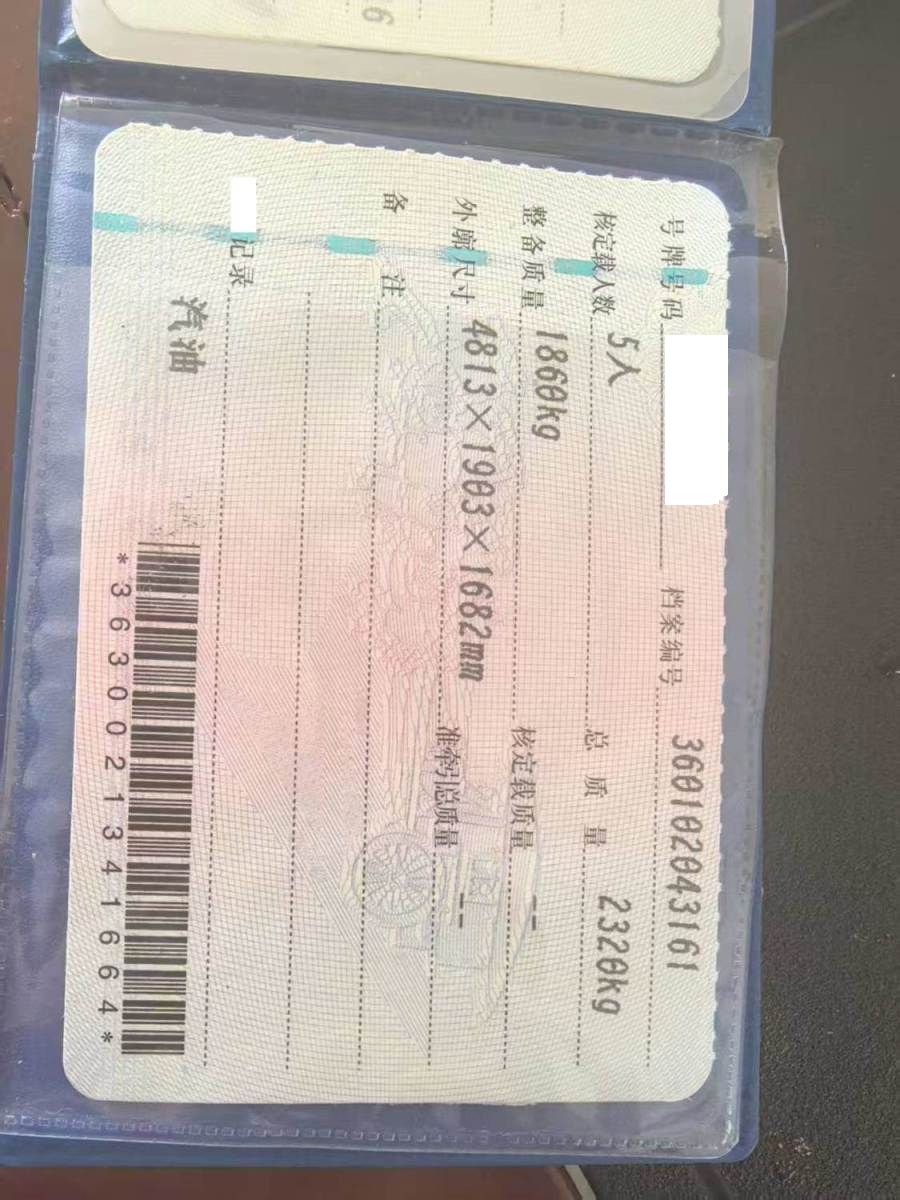 号牌号码 档案编号 360102043161
核定载人数 5人 总质量 2320kg
整备质量 1860kg 核定载质量 --
外廓尺寸 4813×1903×1682mm 准牵引总质量 --
备注
记录
汽油
*3630021341664*